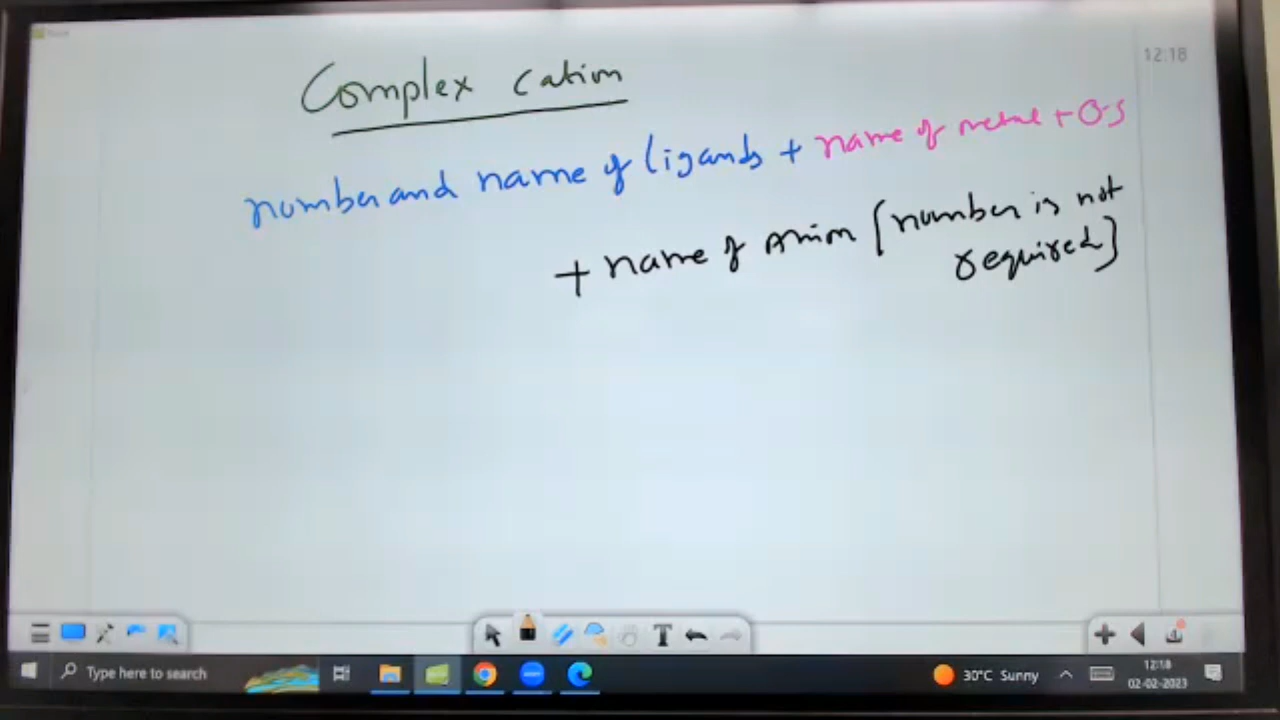 12:18
Complex cation
number and name of ligands + name of metal + O.S
+ name of anion [number is not
required]
Type here to search
30°C Sunny
12:18
02-02-2023